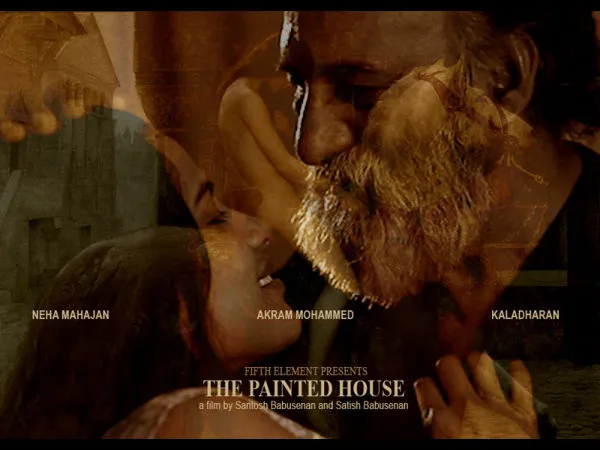 NEHA MAHAJAN
AKRAM MOHAMMED
KALADHARAN
FIFTH ELEMENT PRESENTS
THE PAINTED HOUSE
a film by Santosh Babusenan and Satish Babusenan